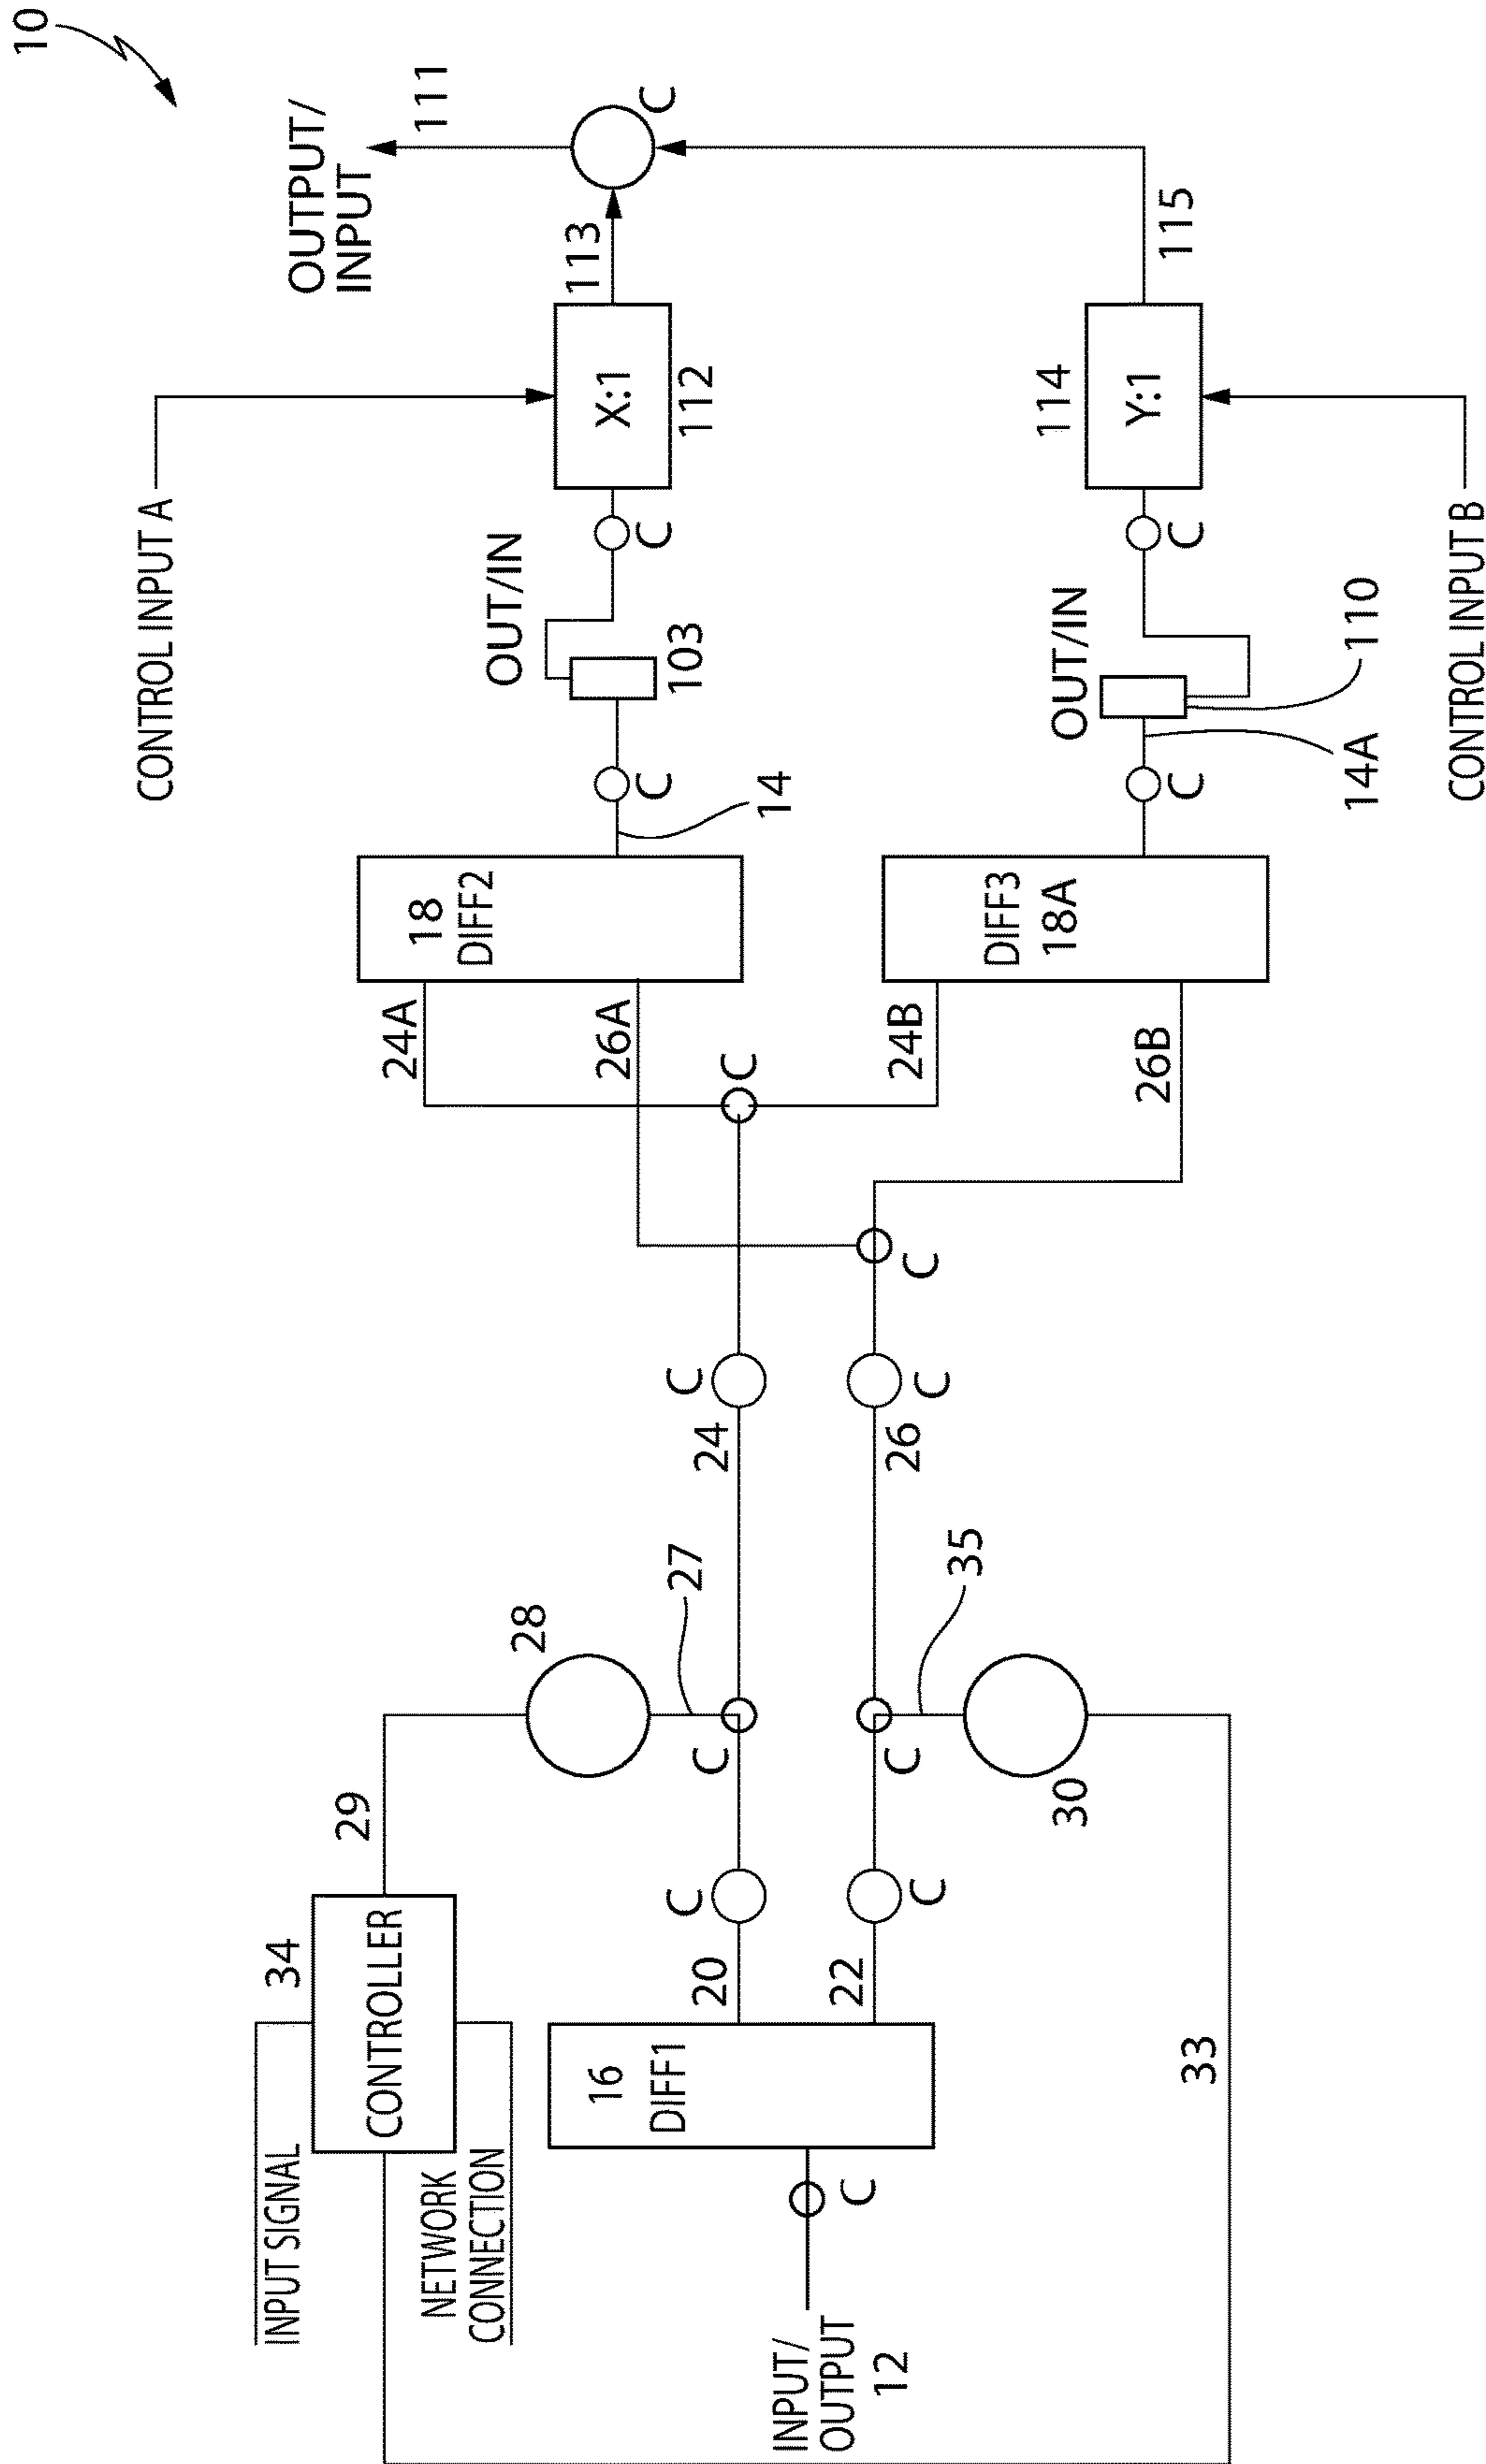 10
OUTPUT/
INPUT
111
C
113
115
X:1
112
114
Y:1
CONTROL INPUT A
CONTROL INPUT B
OUT/IN
C
103
OUT/IN
C
110
14A
C
14
C
18
DIFF2
DIFF3
18A
24A
26A
24B
26B
C
C
C
24
26
C
27
28
35
30
C
C
29
34
CONTROLLER
INPUT SIGNAL
NETWORK
CONNECTION
C
C
20
22
16
DIFF1
33
C
INPUT/
OUTPUT
12